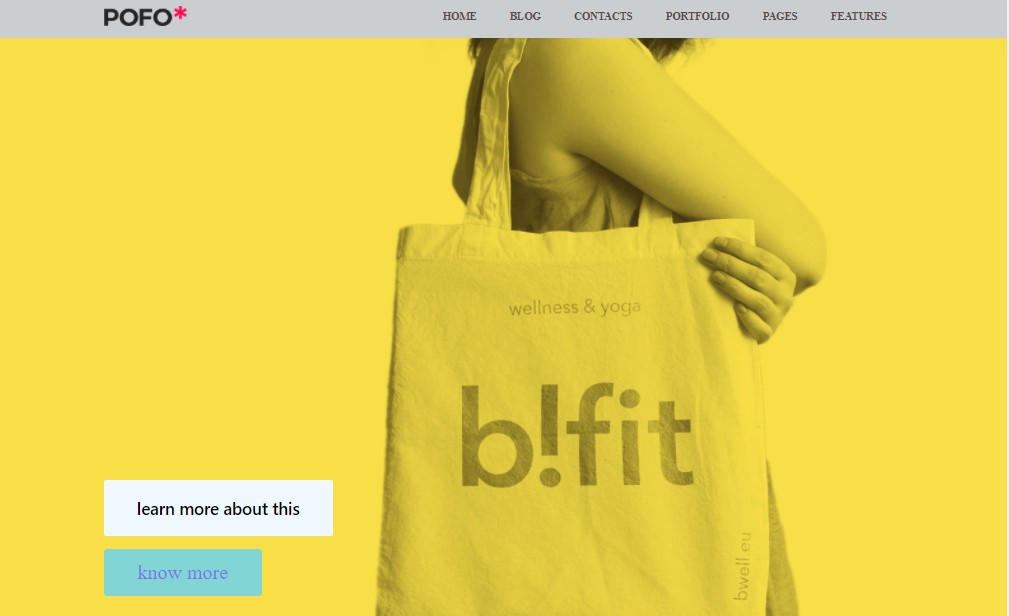 POFO*
HOME BLOG CONTACTS PORTFOLIO PAGES FEATURES
wellness & yoga
b!fit
bwell.eu
learn more about this
know more